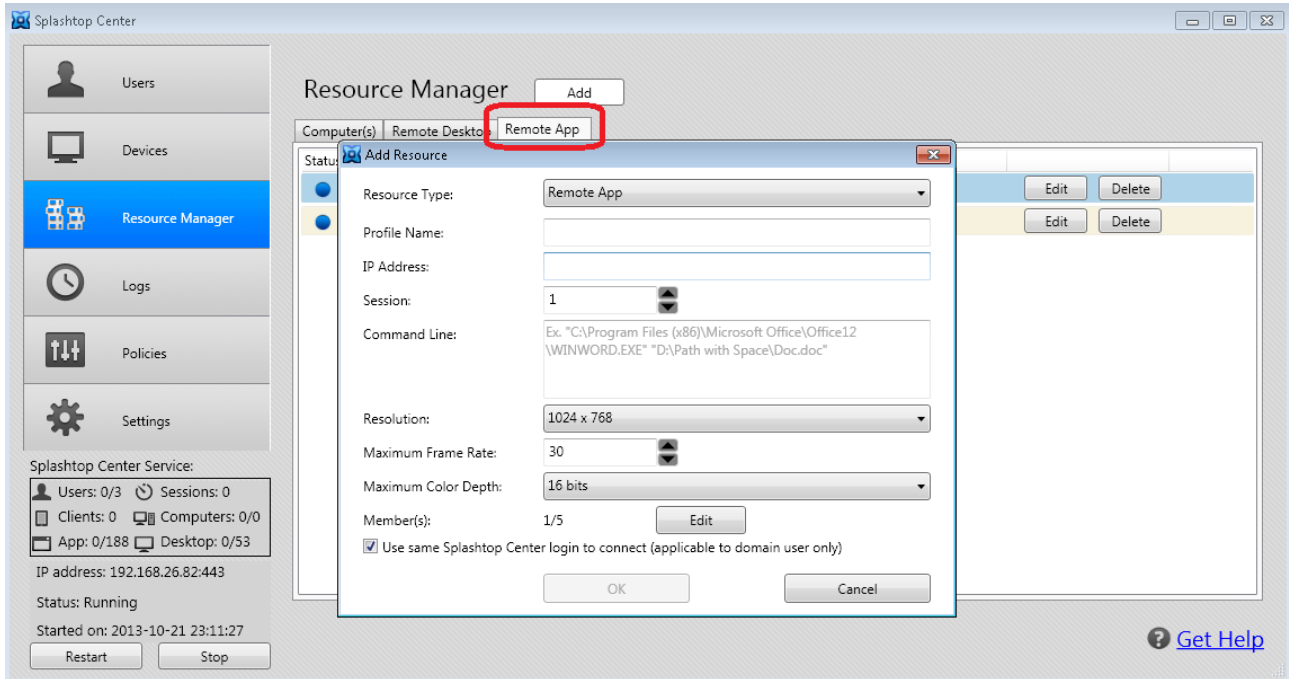 Splashtop Center
Users
Devices
Resource Manager
Logs
Policies
Settings
Splashtop Center Service:
Users: 0/3 Sessions: 0
Clients: 0 Computers: 0/0
App: 0/188 Desktop: 0/53
IP address: 192.168.26.82:443
Status: Running
Started on: 2013-10-21 23:11:27
Restart Stop
Resource Manager Add
Computer(s) Remote Desktop Remote App
Statu
Edit Delete
Edit Delete
Add Resource
Resource Type: Remote App
Profile Name:
IP Address:
Session: 1
Command Line: Ex. "C:\Program Files (x86)\Microsoft Office\Office12
\WINWORD.EXE" "D:\Path with Space\Doc.doc"
Resolution: 1024 x 768
Maximum Frame Rate: 30
Maximum Color Depth: 16 bits
Member(s): 1/5 Edit
Use same Splashtop Center login to connect (applicable to domain user only)
OK Cancel
Get Help